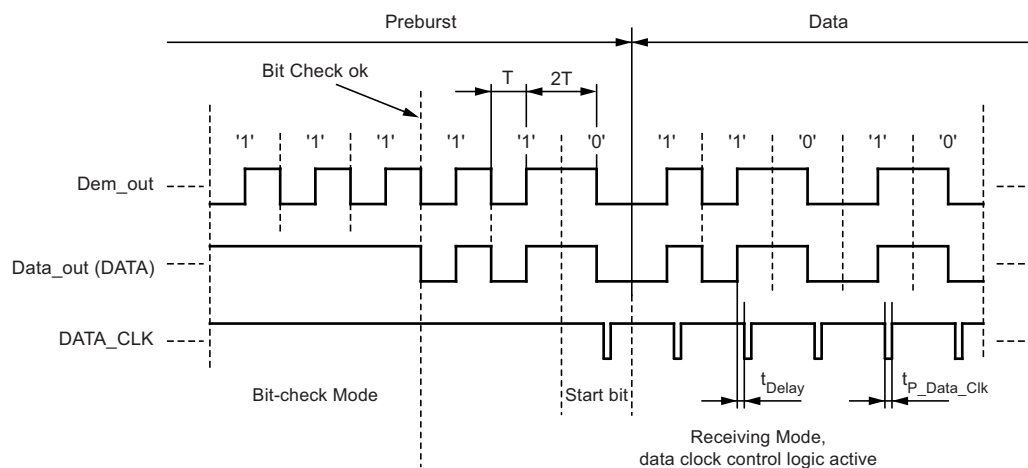 Preburst
Data
Bit Check ok
T
2T
'1' '1' '1' '1' '1' '0' '1' '1' '0' '1' '0'
Dem_out
Data_out (DATA)
DATA_CLK
Bit-check Mode
Start bit
tDelay
tP_Data_Clk
Receiving Mode,
data clock control logic active